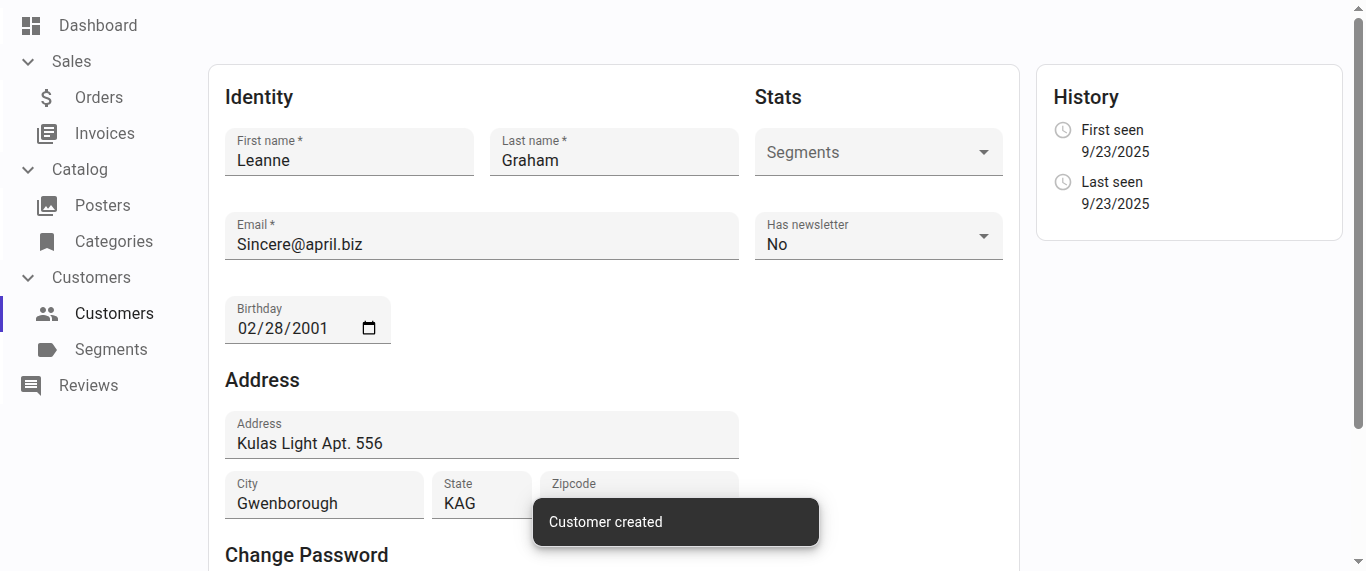 Dashboard
Sales
Orders
Invoices
Catalog
Posters
Categories
Customers
Customers
Segments
Reviews
Identity
First name *
Leanne
Last name *
Graham
Email *
Sincere@april.biz
Birthday
02/28/2001
Address
Address
Kulas Light Apt. 556
City
Gwenborough
State
KAG
Zipcode
Change Password
Stats
Segments
Has newsletter
No
History
First seen
9/23/2025
Last seen
9/23/2025
Customer created